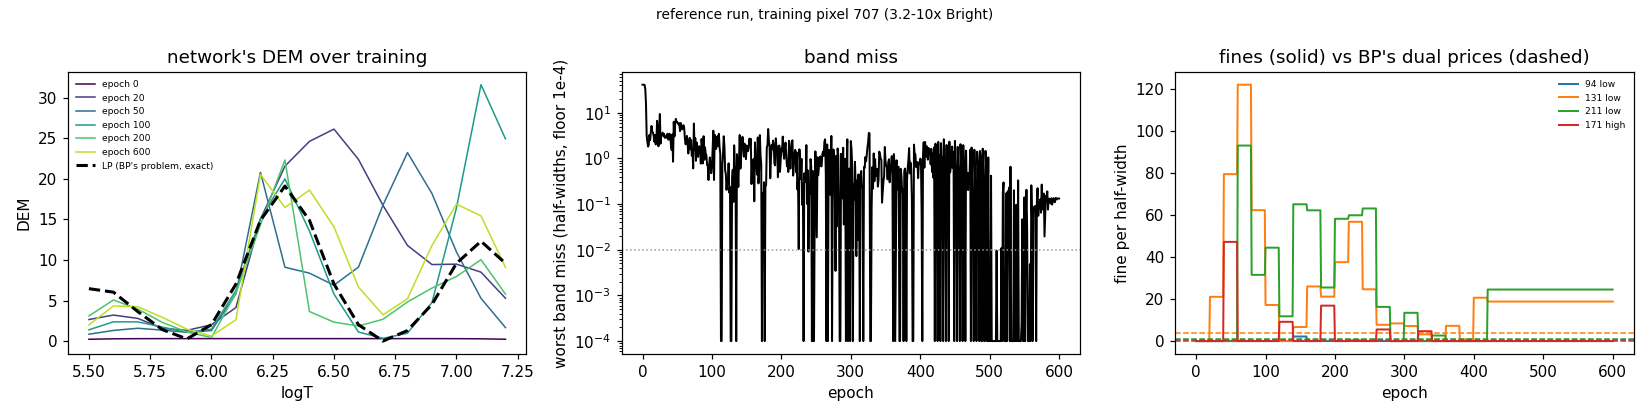 reference run, training pixel 707 (3.2-10x Bright)
network's DEM over training
DEM
30
25
20
15
10
5
0
epoch 0
epoch 20
epoch 50
epoch 100
epoch 200
epoch 600
LP (BP's problem, exact)
5.50 5.75 6.00 6.25 6.50 6.75 7.00 7.25
logT
band miss
worst band miss (half-widths, floor 1e-4)
10¹
10⁰
10⁻¹
10⁻²
10⁻³
10⁻⁴
0 100 200 300 400 500 600
epoch
fines (solid) vs BP's dual prices (dashed)
fine per half-width
120
100
80
60
40
20
0
94 low
131 low
211 low
171 high
0 100 200 300 400 500 600
epoch